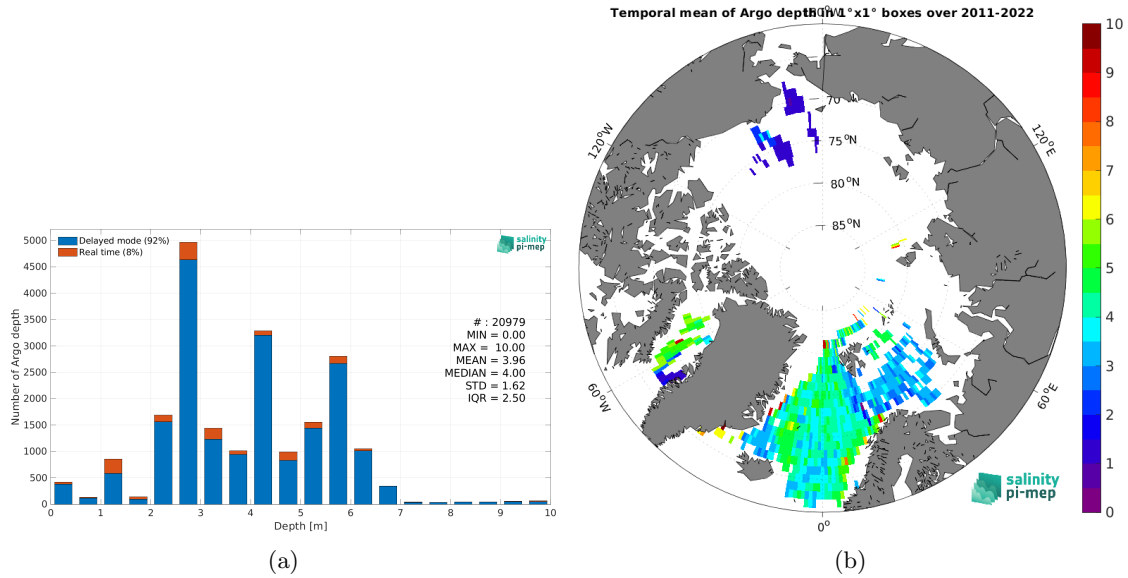 Number of Argo depth
5000
4500
4000
3500
3000
2500
2000
1500
1000
500
0
Delayed mode (92%)
Real time (8%)
salinity
pi-mep
# : 20979
MIN = 0.00
MAX = 10.00
MEAN = 3.96
MEDIAN = 4.00
STD = 1.62
IQR = 2.50
0 1 2 3 4 5 6 7 8 9 10
Depth [m]
(a)
Temporal mean of Argo depth in 1°x1° boxes over 2011-2022
180°W
120°W
120°E
60°W
60°E
0°
70°N
75°N
80°N
85°N
salinity
pi-mep
10
9
8
7
6
5
4
3
2
1
0
(b)